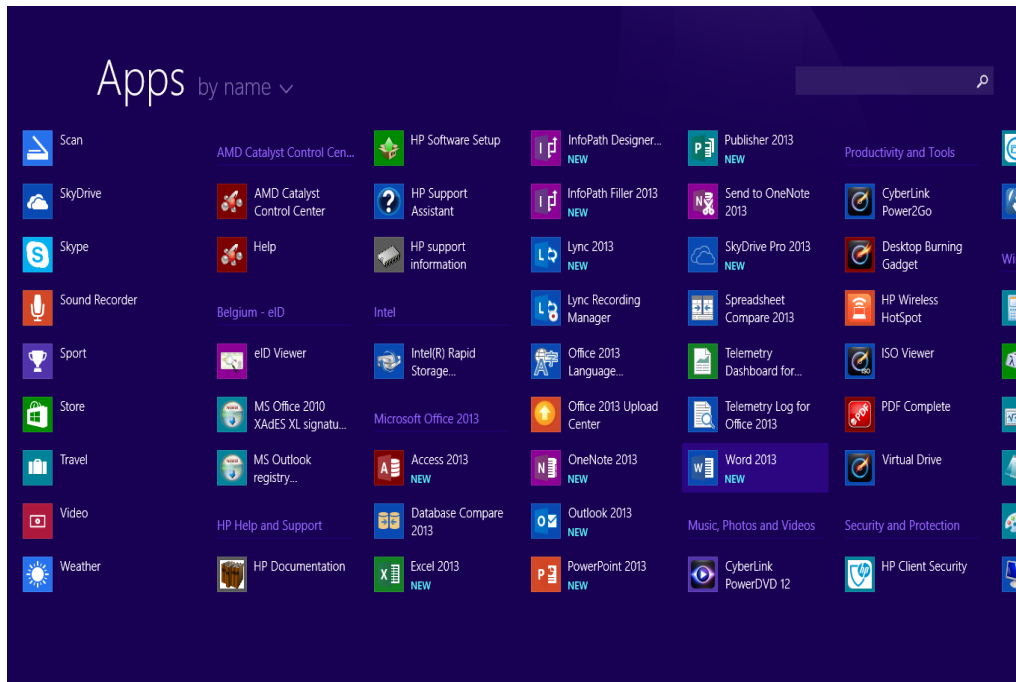 Apps by name
Scan
SkyDrive
Skype
Sound Recorder
Sport
Store
Travel
Video
Weather
AMD Catalyst Control Cen...
AMD Catalyst
Control Center
Help
Belgium - eID
eID Viewer
MS Office 2010
XAdES XL signatu...
MS Outlook
registry...
HP Help and Support
HP Documentation
HP Software Setup
HP Support
Assistant
HP support
information
Intel
Intel(R) Rapid
Storage...
Microsoft Office 2013
Access 2013
NEW
Database Compare
2013
Excel 2013
NEW
InfoPath Designer...
NEW
InfoPath Filler 2013
NEW
Lync 2013
NEW
Lync Recording
Manager
Office 2013
Language...
Office 2013 Upload
Center
OneNote 2013
NEW
Outlook 2013
NEW
PowerPoint 2013
NEW
Publisher 2013
NEW
Send to OneNote
2013
SkyDrive Pro 2013
NEW
Spreadsheet
Compare 2013
Telemetry
Dashboard for...
Telemetry Log for
Office 2013
Word 2013
NEW
Music, Photos and Videos
CyberLink
PowerDVD 12
Productivity and Tools
CyberLink
Power2Go
Desktop Burning
Gadget
HP Wireless
HotSpot
ISO Viewer
PDF Complete
Virtual Drive
Security and Protection
HP Client Security
Wi